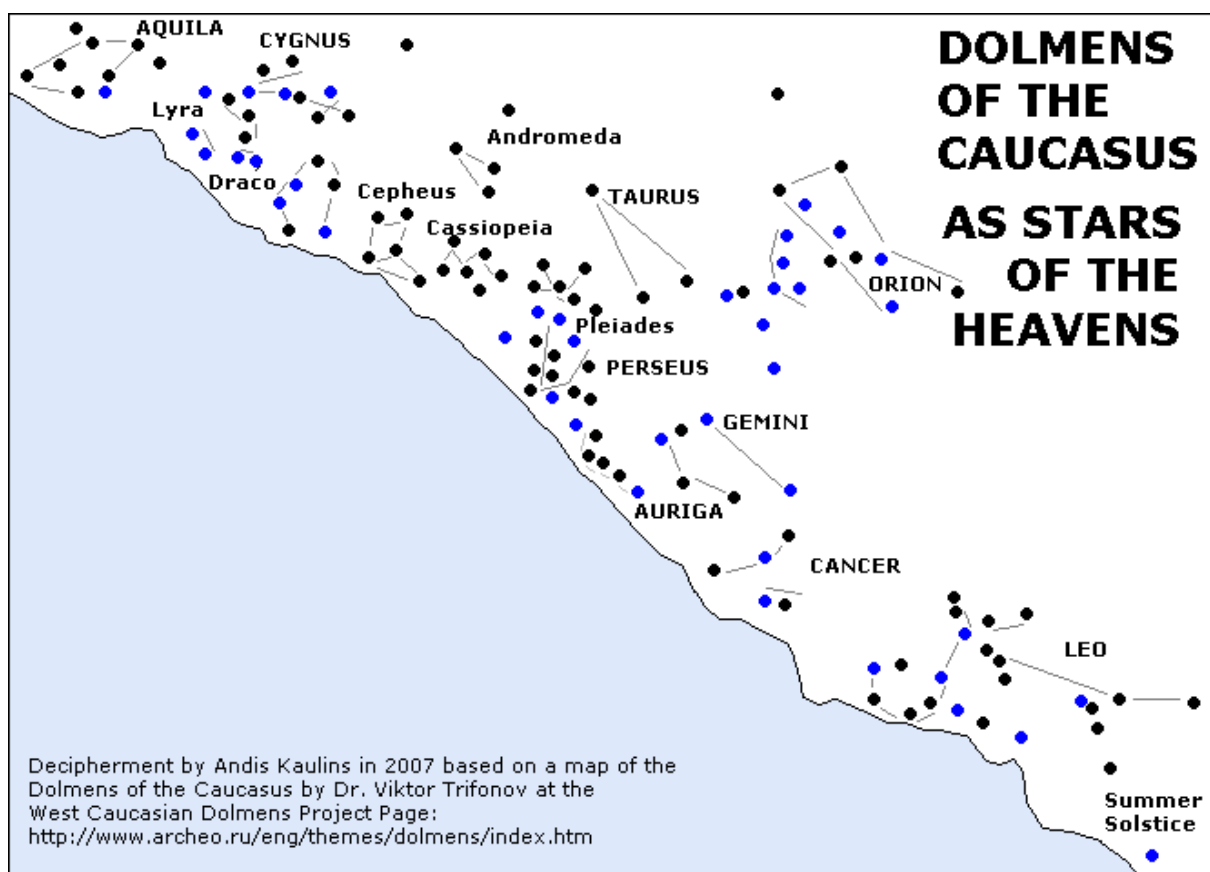 AQUILA
CYGNUS
DOLMENS
OF THE
CAUCASUS
Lyra
Andromeda
Draco
Cepheus
TAURUS
Cassiopeia
AS STARS
OF THE
HEAVENS
ORION
Pleiades
PERSEUS
GEMINI
AURIGA
CANCER
LEO
Decipherment by Andis Kaulins in 2007 based on a map of the
Dolmens of the Caucasus by Dr. Viktor Trifonov at the
West Caucasian Dolmens Project Page:
http://www.archeo.ru/eng/themes/dolmens/index.htm
Summer
Solstice